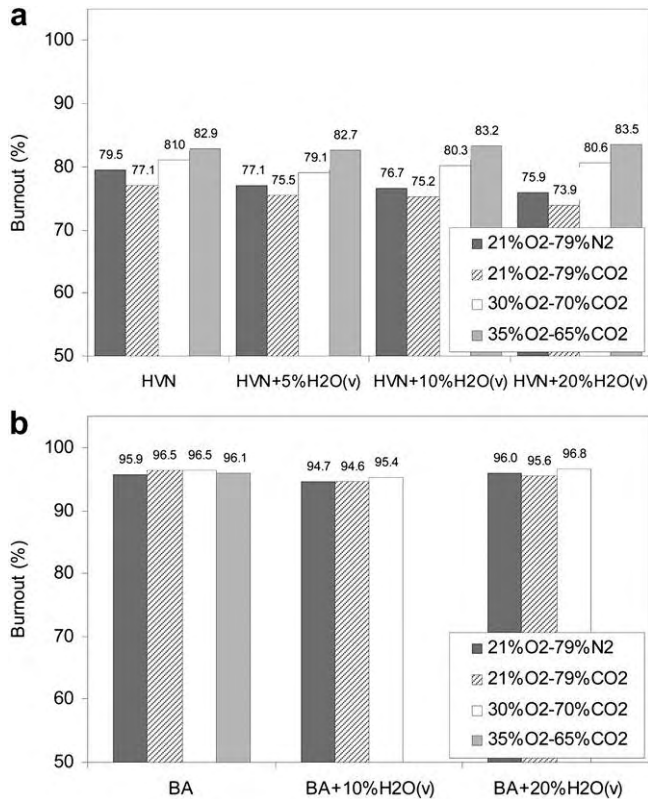 a
100
90
80
70
60
50
Burnout (%)
79.5 77.1 810 82.9
77.1 75.5 79.1 82.7
76.7 75.2 80.3 83.2
75.9 73.9 80.6 83.5
21%O2-79%N2
21%O2-79%CO2
30%O2-70%CO2
35%O2-65%CO2
HVN HVN+5%H2O(v) HVN+10%H2O(v) HVN+20%H2O(v)
b
100
90
80
70
60
50
Burnout (%)
95.9 96.5 96.5 96.1
94.7 94.6 95.4
96.0 95.6 96.8
21%O2-79%N2
21%O2-79%CO2
30%O2-70%CO2
35%O2-65%CO2
BA BA+10%H2O(v) BA+20%H2O(v)